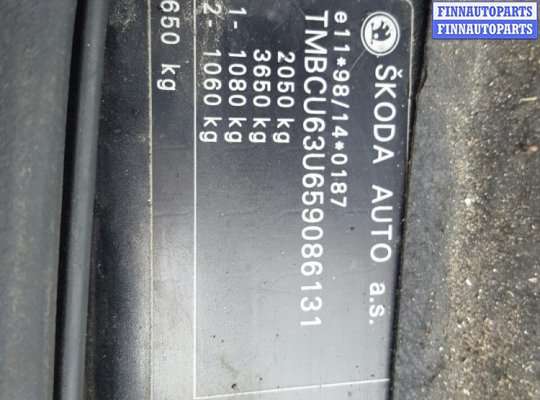 FINNAUTOPARTS
FINNAUTOPARTS
ŠKODA AUTO a.s.
e11*98/14*0187
TMBCU63U659086131
2050 kg
3650 kg
1- 1080 kg
2- 1060 kg
650 kg